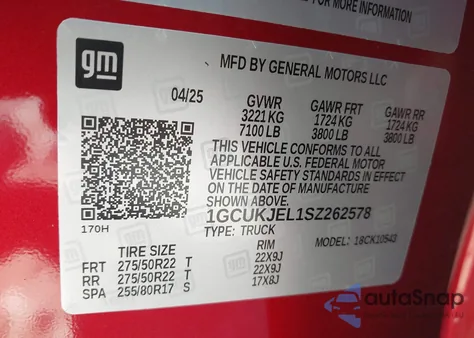 MORE INFORMATION
gm
MFD BY GENERAL MOTORS LLC
04/25 GVWR GAWR FRT GAWR RR
3221 KG 1724 KG 1724 KG
7100 LB 3800 LB 3800 LB
THIS VEHICLE CONFORMS TO ALL
APPLICABLE U.S. FEDERAL MOTOR
VEHICLE SAFETY STANDARDS IN EFFECT
ON THE DATE OF MANUFACTURE
SHOWN ABOVE.
1GCUKJEL1SZ262578
170H TYPE: TRUCK MODEL: 18CK10543
TIRE SIZE RIM
FRT 275/50R22 T 22X9J
RR 275/50R22 T 22X9J
SPA 255/80R17 S 17X8J
autoSnap